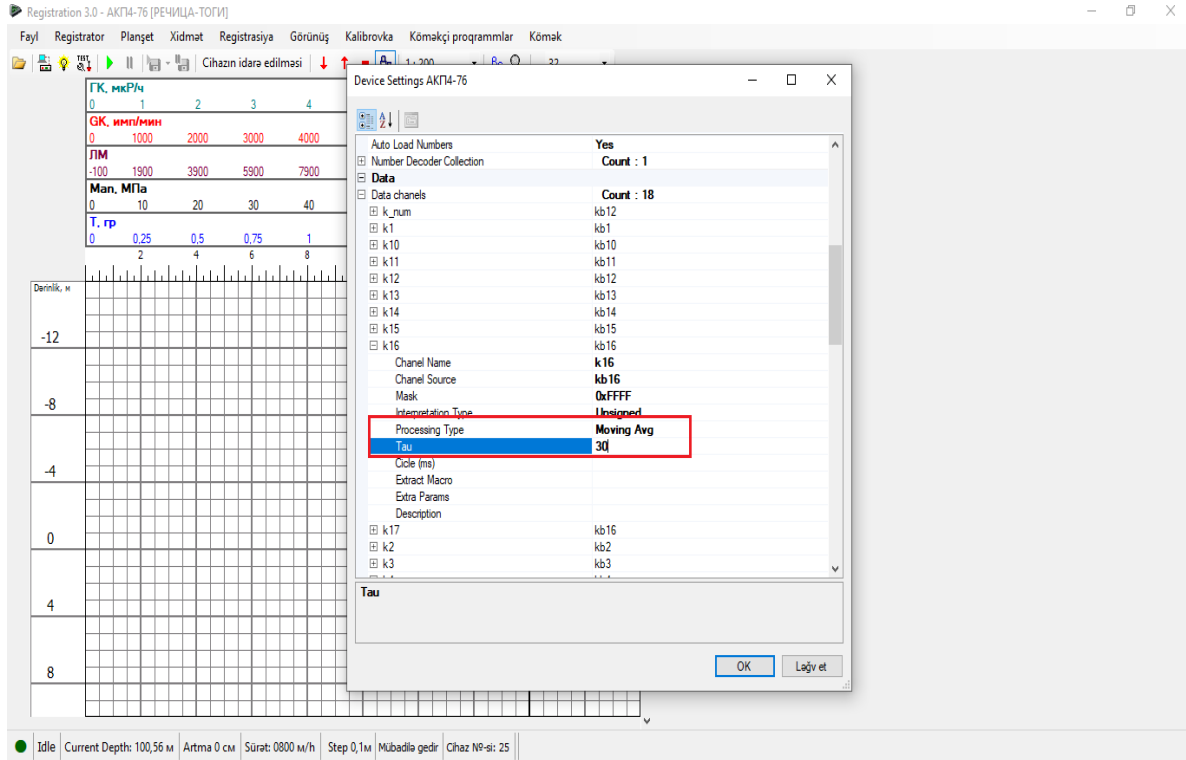 Registration 3.0 - АКП4-76 [РЕЧИЦА-ТОГИ]
Fayl Registrator Planşet Xidmət Registrasiya Görünüş Kalibrovka Köməkçi proqrammlar Kömək
Cihazın idarə edilməsi 1 : 200 32
ГК, мкР/ч
0 1 2 3 4
GK, имп/мин
0 1000 2000 3000 4000
ЛМ
-100 1900 3900 5900 7900
Man, МПа
0 10 20 30 40
T, гр
0 0,25 0,5 0,75 1
2 4 6 8
Dərinlik, м
-12
-8
-4
0
4
8
Device Settings АКП4-76
Auto Load Numbers Yes
Number Decoder Collection Count : 1
Data
Data chanels Count : 18
k_num kb12
k1 kb1
k10 kb10
k11 kb11
k12 kb12
k13 kb13
k14 kb14
k15 kb15
k16 kb16
Chanel Name k16
Chanel Source kb16
Mask 0xFFFF
Interpretation Type Unsigned
Processing Type Moving Avg
Tau 30
Cicle (ms)
Extract Macro
Extra Params
Description
k17 kb16
k2 kb2
k3 kb3
Tau
OK Ləğv et
Idle Current Depth: 100,56 м Artma 0 см Sürət: 0800 м/h Step 0,1м Mübadilə gedir Cihaz Nº-si: 25